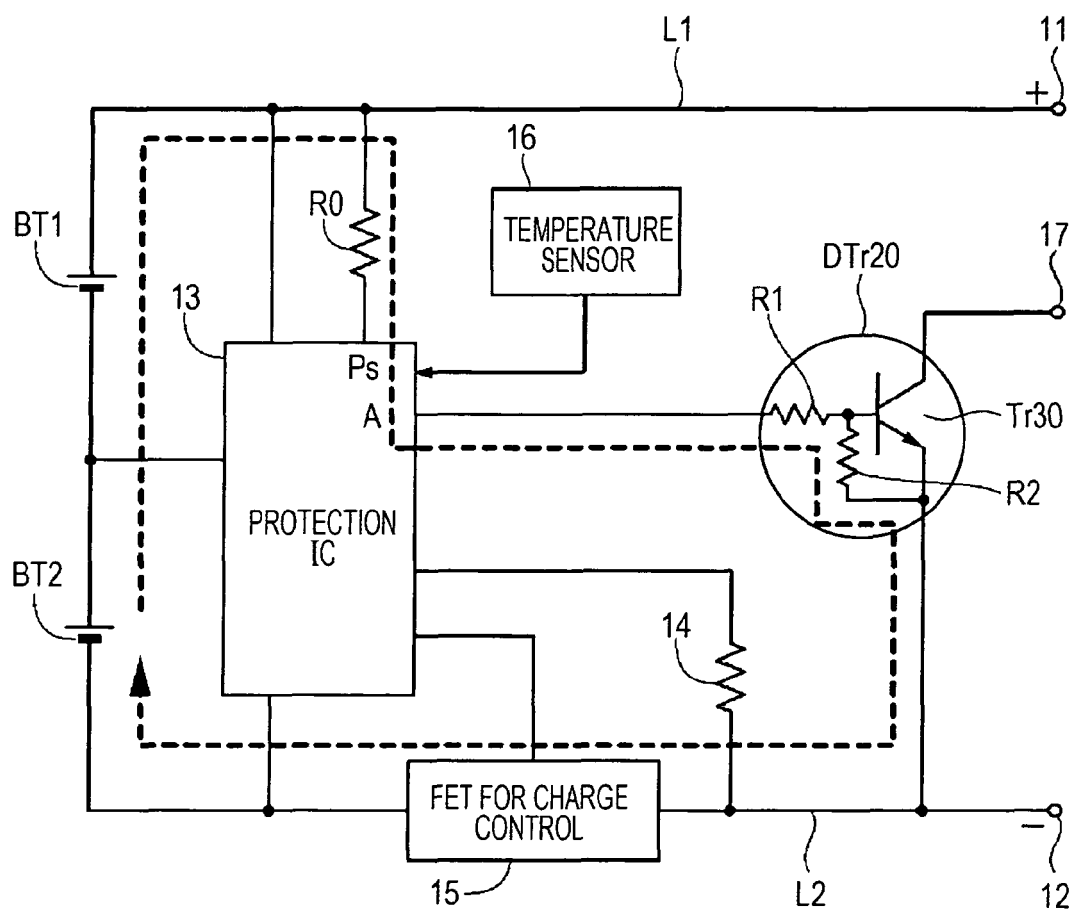 L1
11
+
16
R0
BT1
TEMPERATURE
SENSOR
17
DTr20
13
R1
Ps
A
Tr30
R2
PROTECTION
IC
BT2
14
FET FOR CHARGE
CONTROL
−
15
L2
12